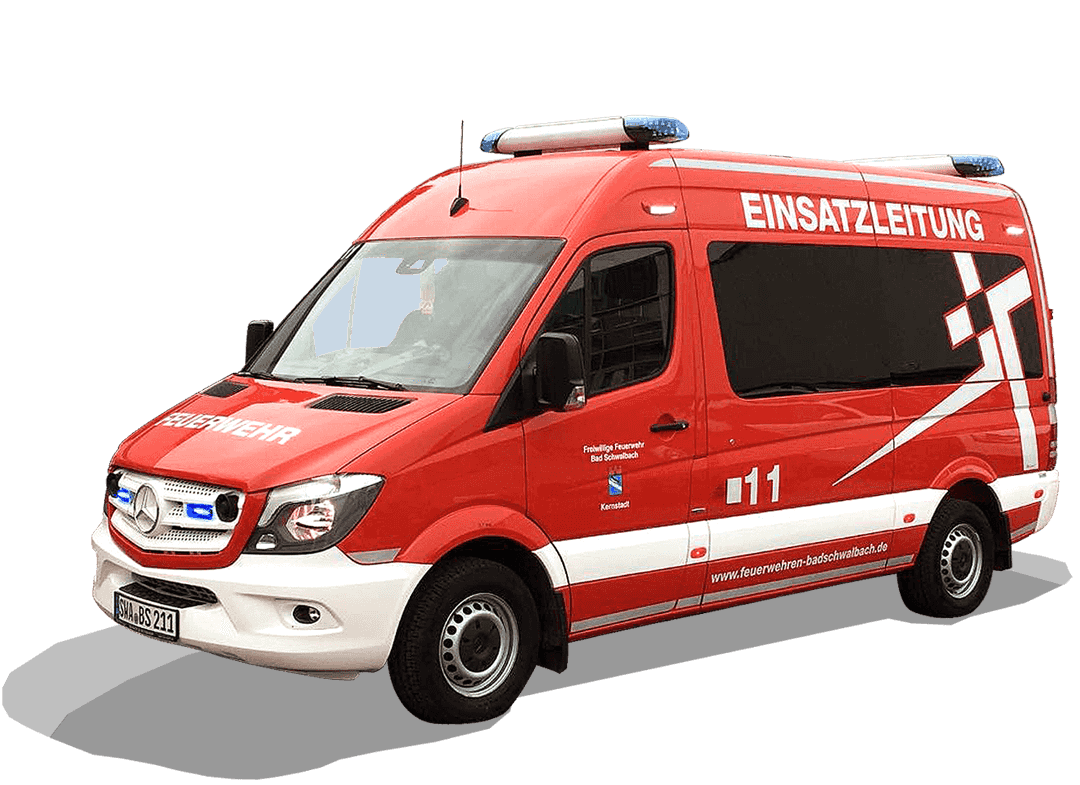 EINSATZLEITUNG
FEUERWEHR
Freiwillige Feuerwehr
Bad Schwalbach
Kernstadt
11
www.feuerwehren-badschwalbach.de
SWA BS 211